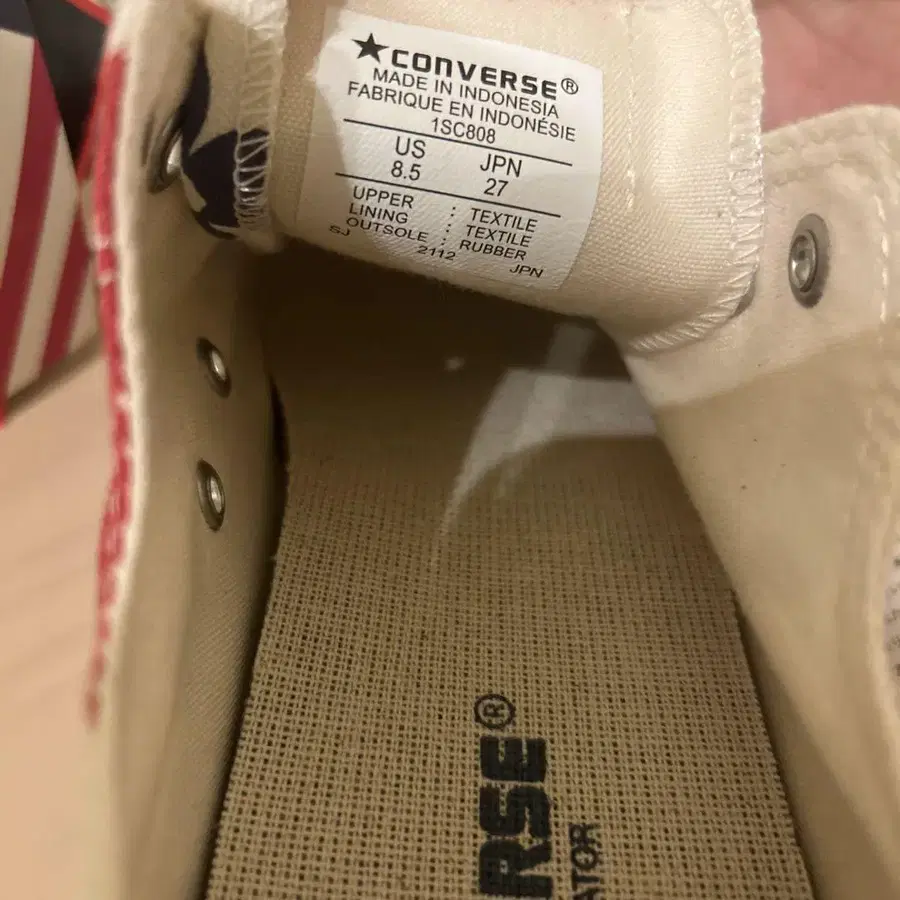 ★CONVERSE®
MADE IN INDONESIA
FABRIQUE EN INDONÉSIE
1SC808
US JPN
8.5 27
UPPER : TEXTILE
LINING : TEXTILE
OUTSOLE : RUBBER
SJ 2112 JPN
RSE®
ATOR